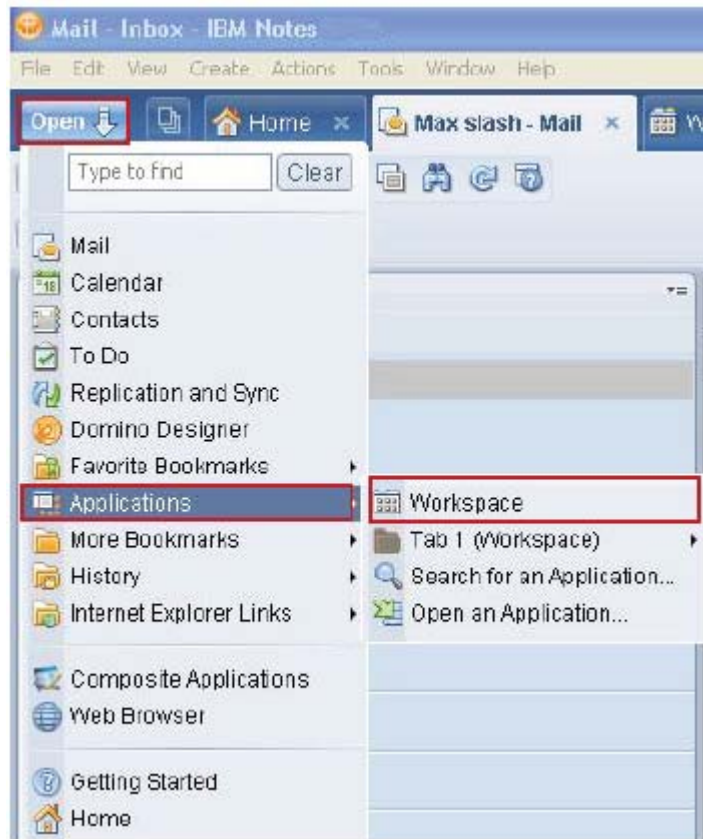 Mail - Inbox - IBM Notes
File Edit View Create Actions Tools Window Help
Open Home Max slash - Mail W
Type to find Clear
Mail
Calendar
Contacts
To Do
Replication and Sync
Domino Designer
Favorite Bookmarks
Applications
Workspace
More Bookmarks
Tab 1 (Workspace)
History
Search for an Application...
Internet Explorer Links
Open an Application...
Composite Applications
Web Browser
Getting Started
Home